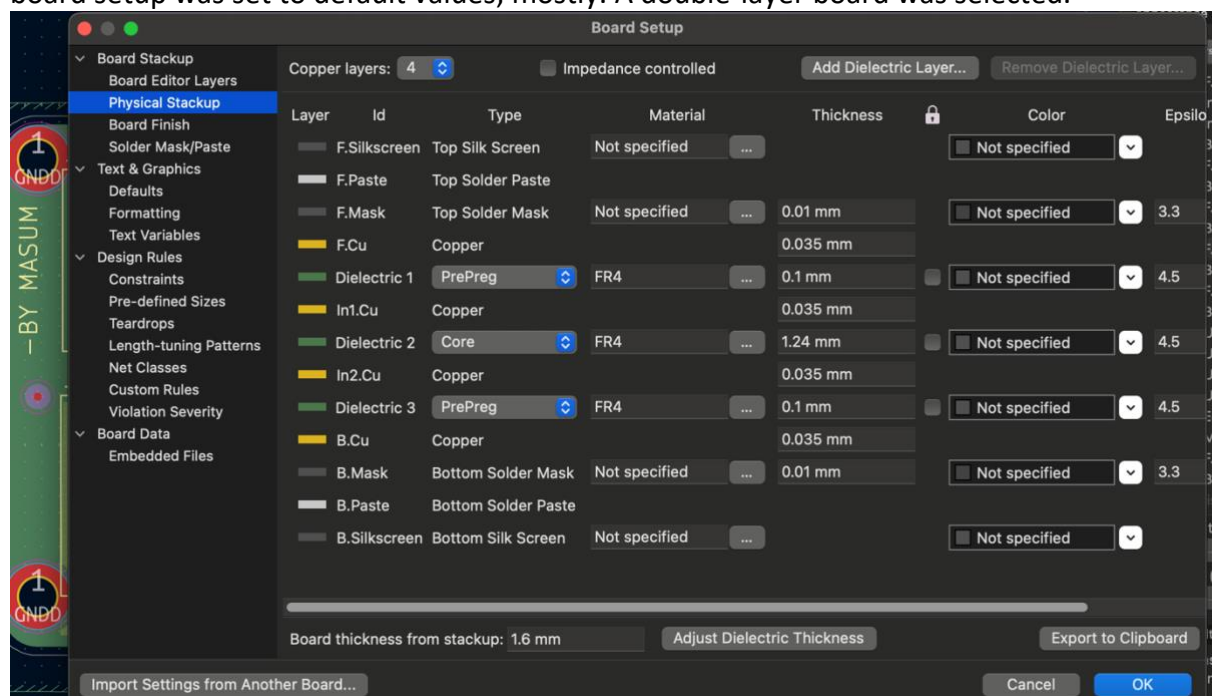 board setup was set to default values, mostly. A double-layer board was selected.
Board Setup
Board Stackup
Board Editor Layers
Physical Stackup
Board Finish
Solder Mask/Paste
Text & Graphics
Defaults
Formatting
Text Variables
Design Rules
Constraints
Pre-defined Sizes
Teardrops
Length-tuning Patterns
Net Classes
Custom Rules
Violation Severity
Board Data
Embedded Files
Copper layers: 4 Impedance controlled Add Dielectric Layer... Remove Dielectric Layer...
Layer Id Type Material Thickness Color Epsilo
F.Silkscreen Top Silk Screen Not specified ... Not specified
F.Paste Top Solder Paste
F.Mask Top Solder Mask Not specified ... 0.01 mm Not specified 3.3
F.Cu Copper 0.035 mm
Dielectric 1 PrePreg FR4 ... 0.1 mm Not specified 4.5
In1.Cu Copper 0.035 mm
Dielectric 2 Core FR4 ... 1.24 mm Not specified 4.5
In2.Cu Copper 0.035 mm
Dielectric 3 PrePreg FR4 ... 0.1 mm Not specified 4.5
B.Cu Copper 0.035 mm
B.Mask Bottom Solder Mask Not specified ... 0.01 mm Not specified 3.3
B.Paste Bottom Solder Paste
B.Silkscreen Bottom Silk Screen Not specified ... Not specified
Board thickness from stackup: 1.6 mm Adjust Dielectric Thickness Export to Clipboard
Import Settings from Another Board... Cancel OK
1
GNDD
—BY MASUM
1
GNDD